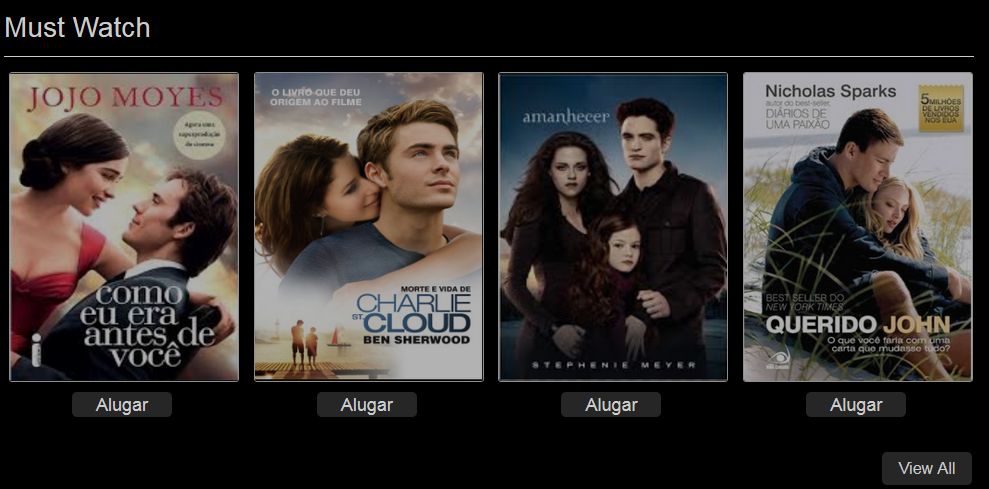 Must Watch
JOJO MOYES
Agora uma
superprodução
do cinema
como
eu era
antes de
você
O LIVRO QUE DEU
ORIGEM AO FILME
MORTE E VIDA DE
CHARLIE
ST. CLOUD
BEN SHERWOOD
amanhecer
STEPHENIE MEYER
Nicholas Sparks
autor do best-seller
DIÁRIOS DE
UMA PAIXÃO
5 MILHÕES
DE LIVROS
VENDIDOS
NOS EUA
BEST SELLER DO
NEW YORK TIMES
QUERIDO JOHN
O que você faria com uma
carta que mudasse tudo?
Alugar
Alugar
Alugar
Alugar
View All